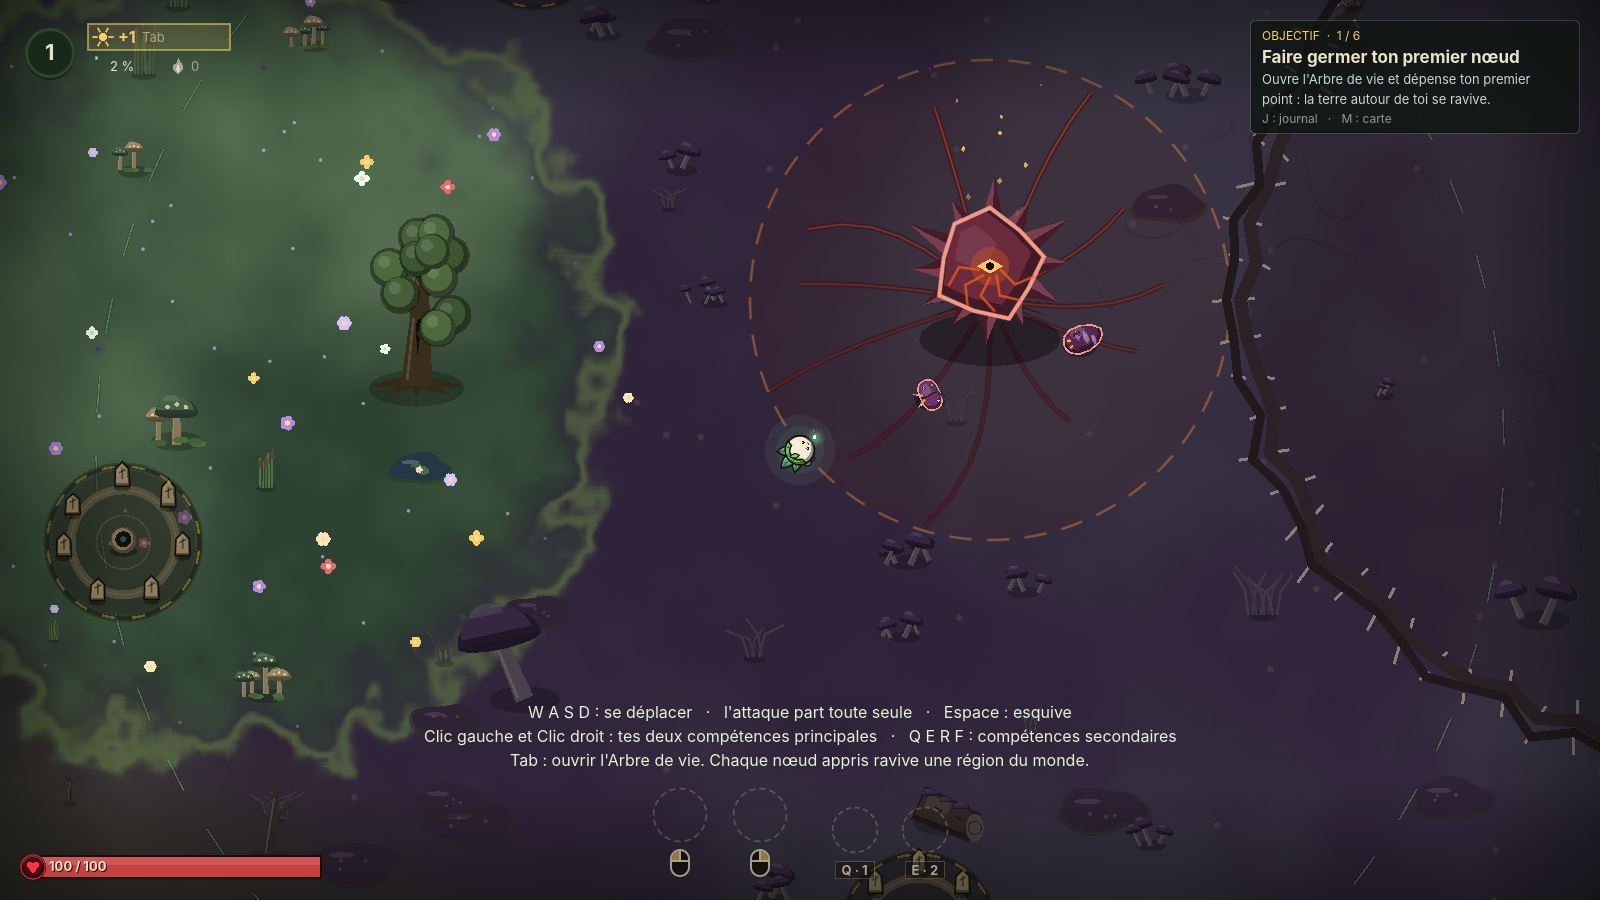 1
+1 Tab
2 %
0
OBJECTIF · 1 / 6
Faire germer ton premier nœud
Ouvre l'Arbre de vie et dépense ton premier
point : la terre autour de toi se ravive.
J : journal · M : carte
W A S D : se déplacer · l'attaque part toute seule · Espace : esquive
Clic gauche et Clic droit : tes deux compétences principales · Q E R F : compétences secondaires
Tab : ouvrir l'Arbre de vie. Chaque nœud appris ravive une région du monde.
100 / 100
Q · 1
E · 2